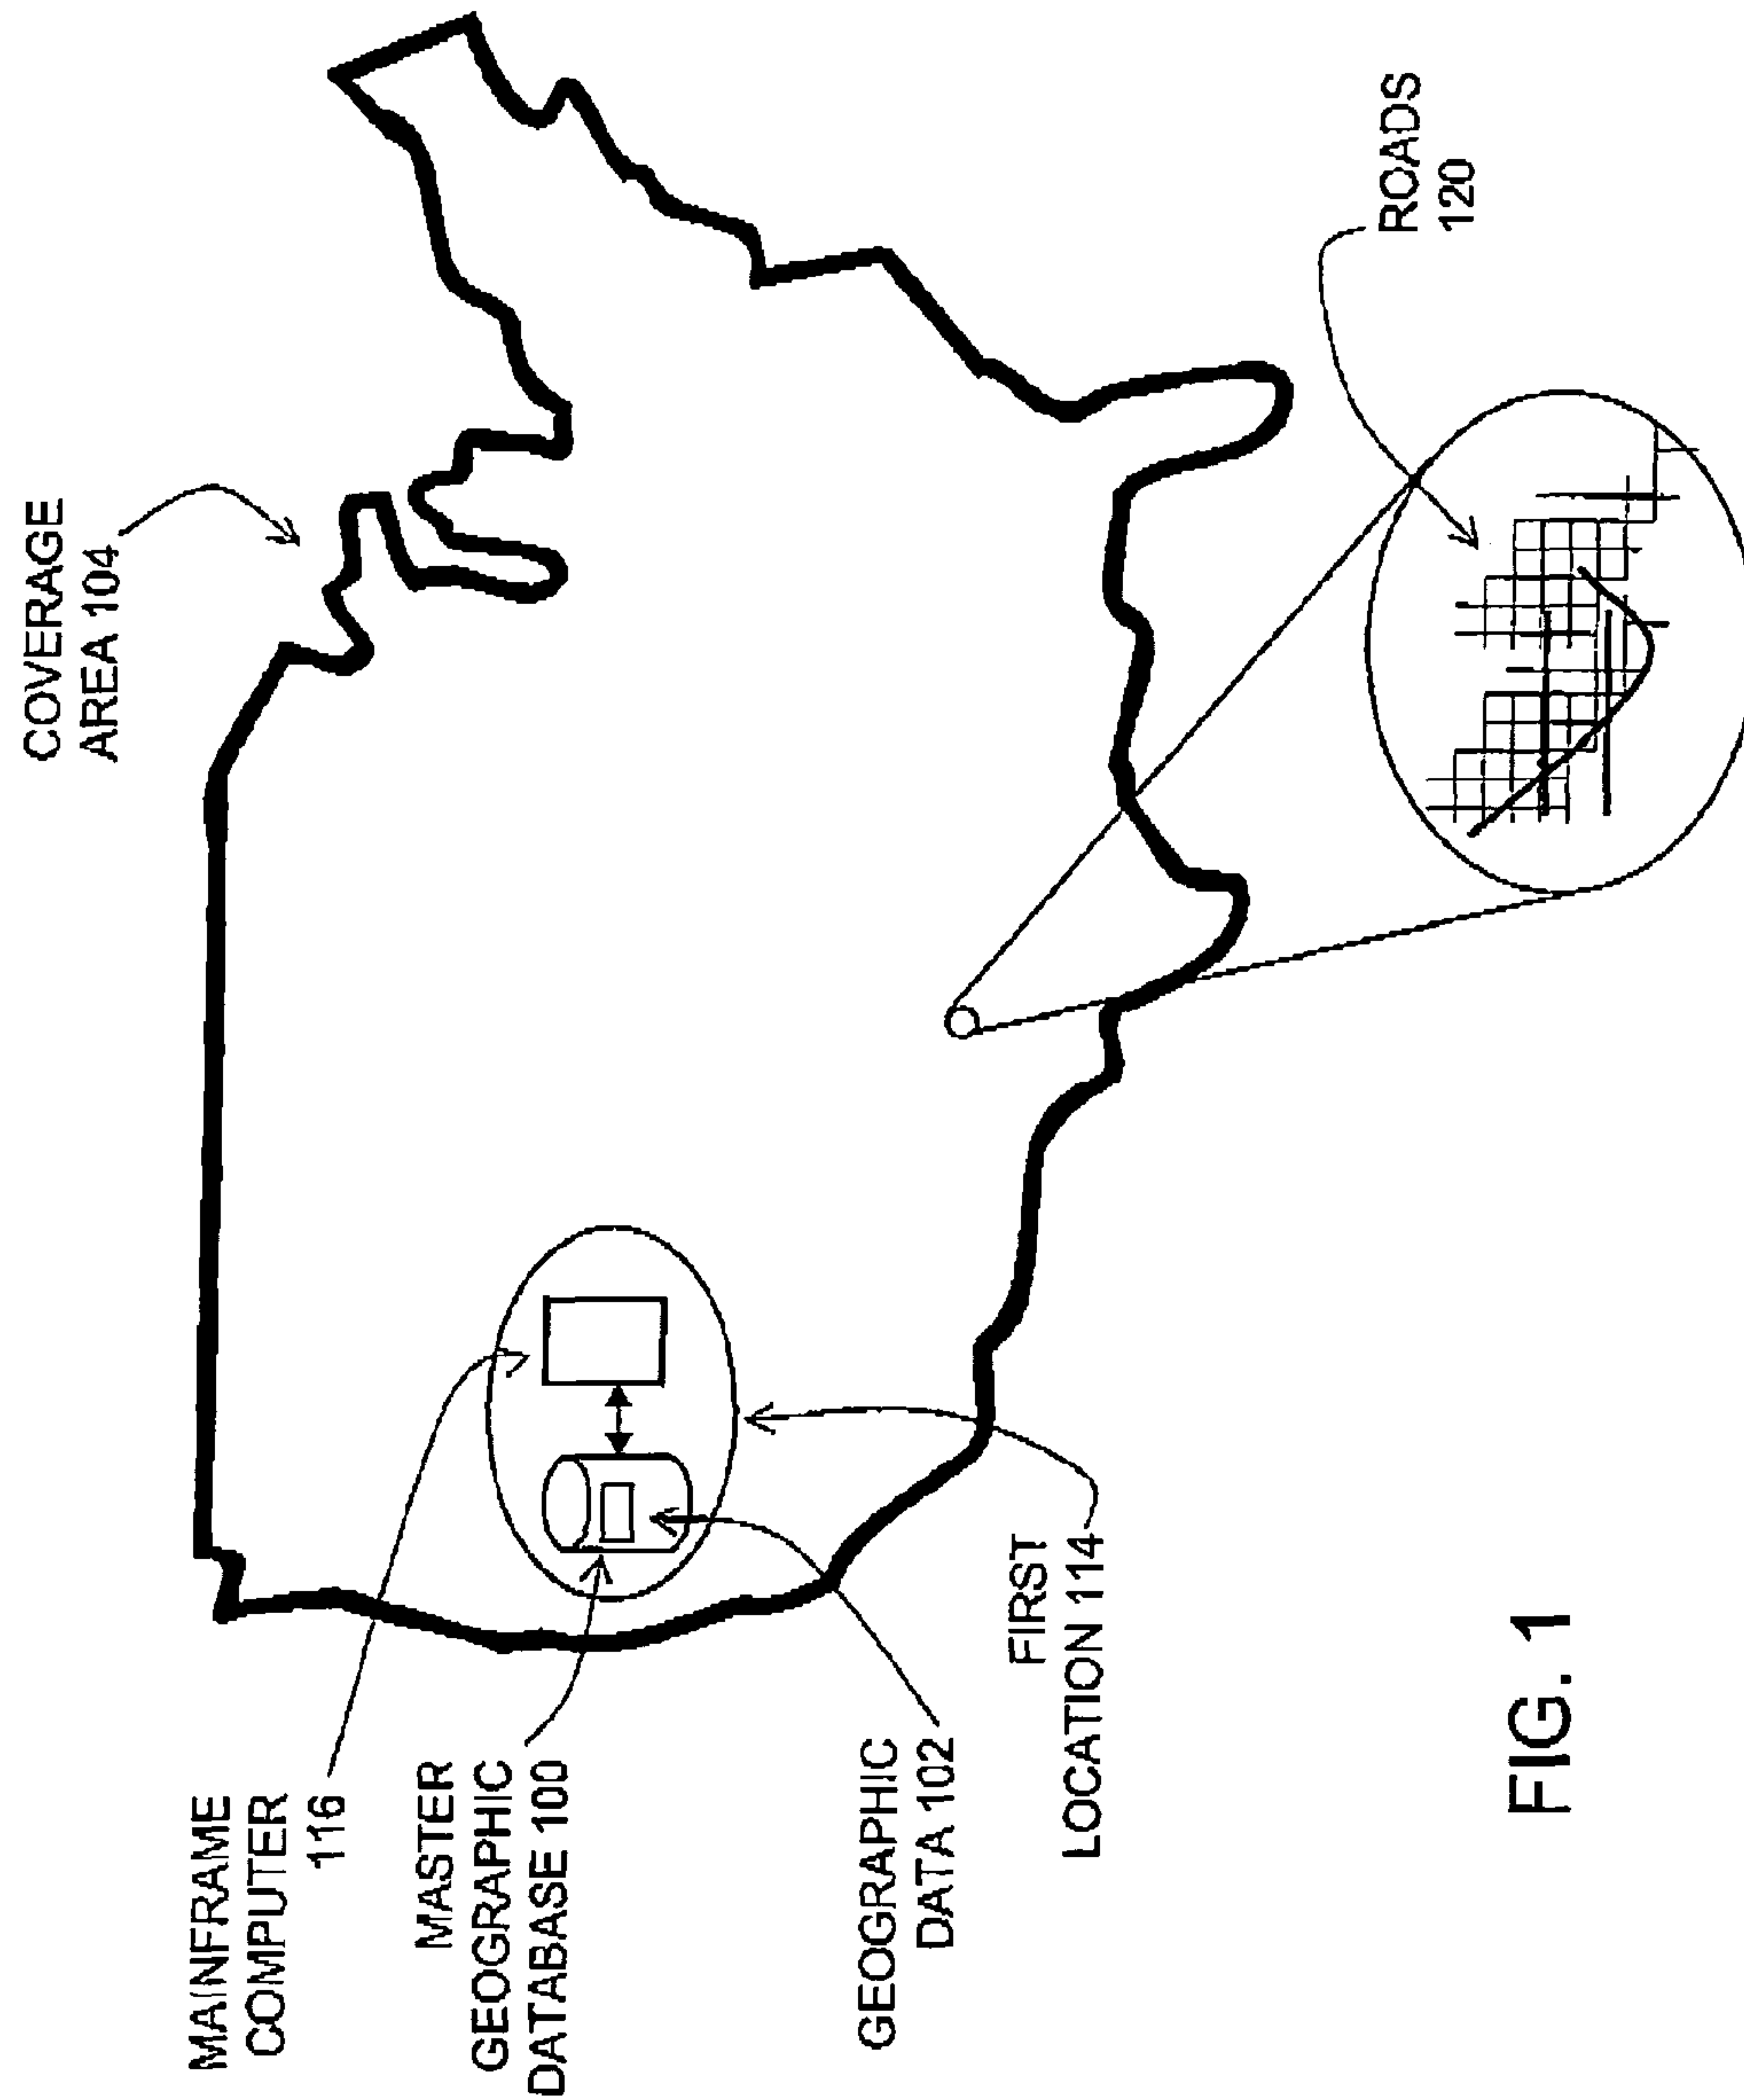 COVERAGE
AREA 104
MAINFRAME
COMPUTER
116
MASTER
GEOGRAPHIC
DATABASE 100
GEOGRAPHIC
DATA 102
FIRST
LOCATION 114
ROADS
120
FIG. 1